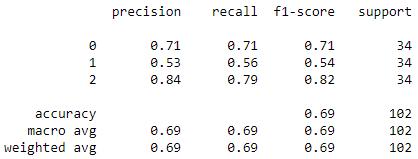 precision recall f1-score support
0 0.71 0.71 0.71 34
1 0.53 0.56 0.54 34
2 0.84 0.79 0.82 34
accuracy 0.69 102
macro avg 0.69 0.69 0.69 102
weighted avg 0.69 0.69 0.69 102